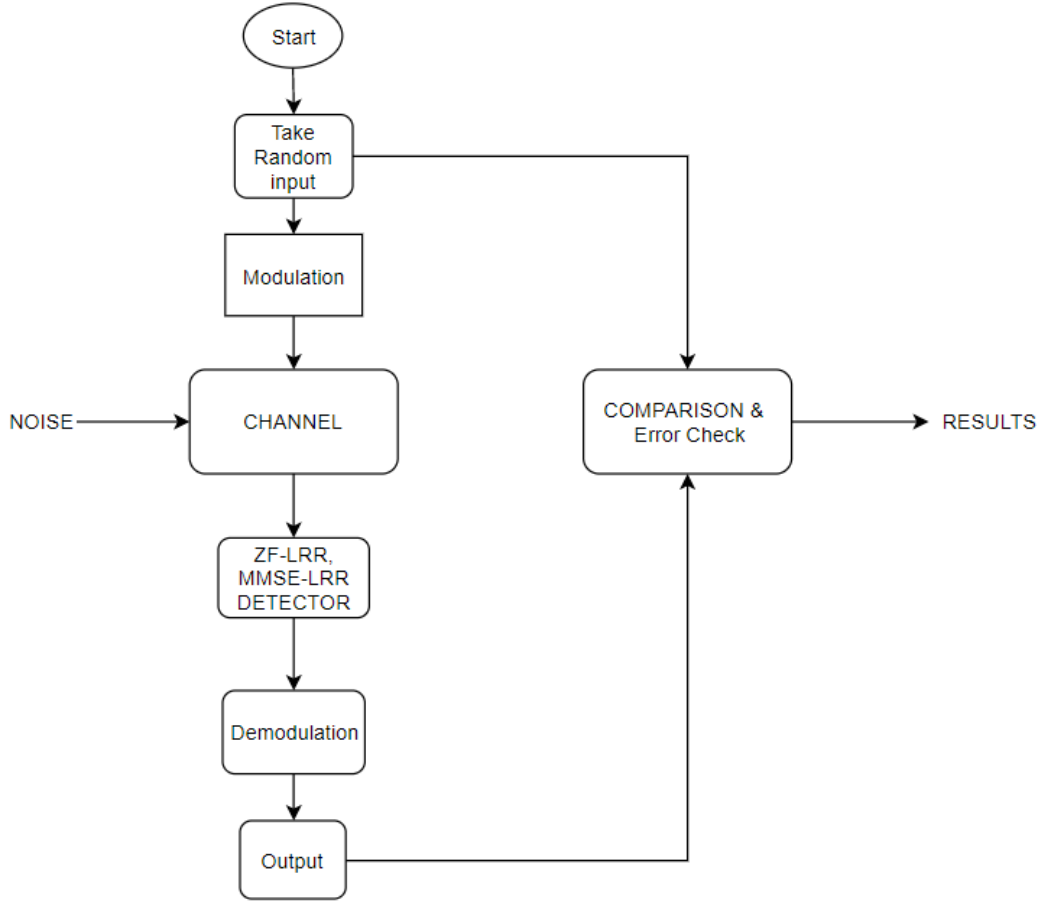 Start
Take
Random
input
Modulation
NOISE
CHANNEL
COMPARISON &
Error Check
RESULTS
ZF-LRR,
MMSE-LRR
DETECTOR
Demodulation
Output